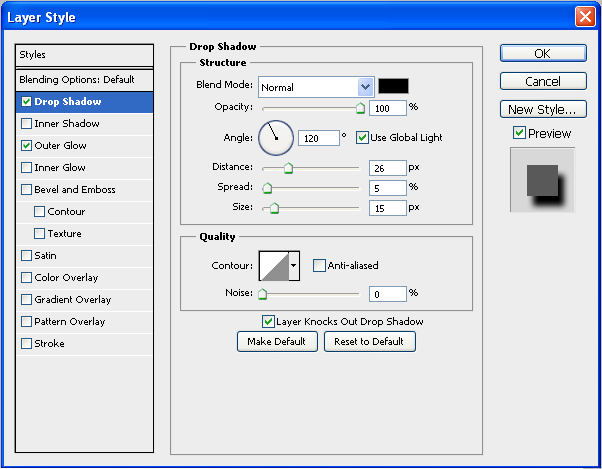 Layer Style
Styles
Blending Options: Default
Drop Shadow
Inner Shadow
Outer Glow
Inner Glow
Bevel and Emboss
Contour
Texture
Satin
Color Overlay
Gradient Overlay
Pattern Overlay
Stroke
Drop Shadow
Structure
Blend Mode: Normal
Opacity: 100 %
Angle: 120 ° Use Global Light
Distance: 26 px
Spread: 5 %
Size: 15 px
Quality
Contour: Anti-aliased
Noise: 0 %
Layer Knocks Out Drop Shadow
Make Default Reset to Default
OK
Cancel
New Style...
Preview